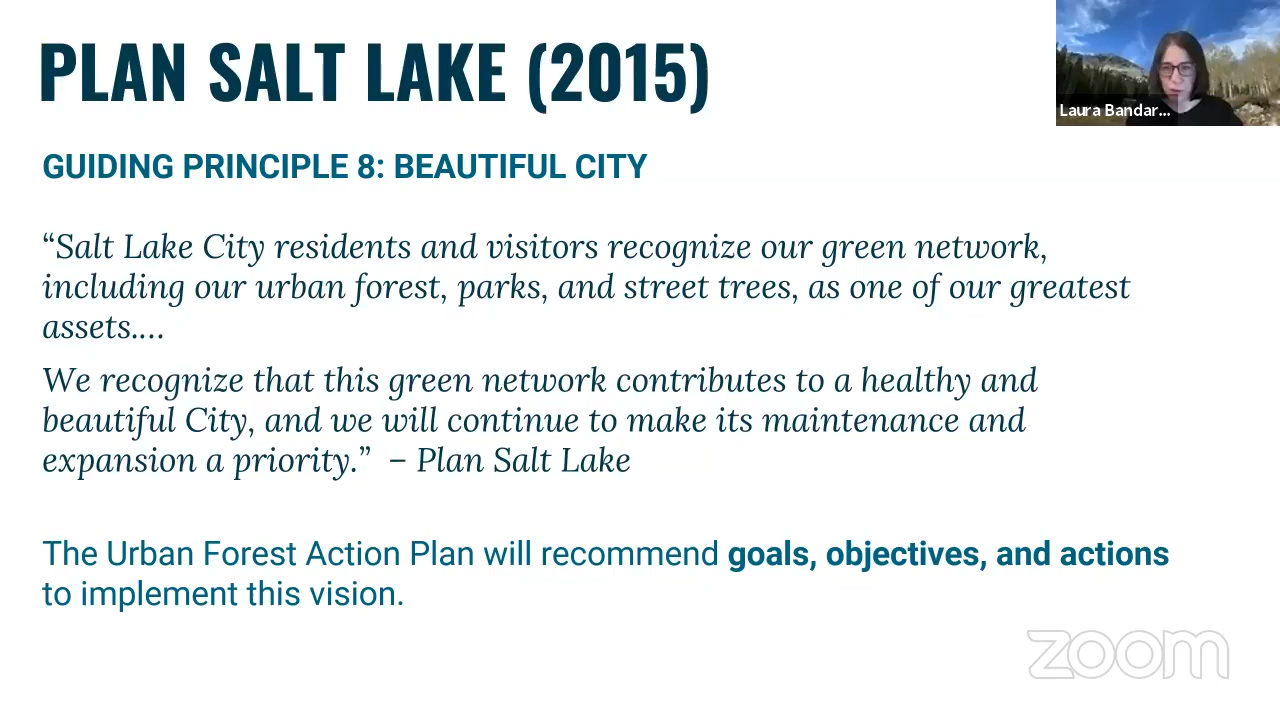 PLAN SALT LAKE (2015)
Laura Bandar...
GUIDING PRINCIPLE 8: BEAUTIFUL CITY
“Salt Lake City residents and visitors recognize our green network,
including our urban forest, parks, and street trees, as one of our greatest
assets.…
We recognize that this green network contributes to a healthy and
beautiful City, and we will continue to make its maintenance and
expansion a priority.” – Plan Salt Lake
The Urban Forest Action Plan will recommend goals, objectives, and actions
to implement this vision.
zoom